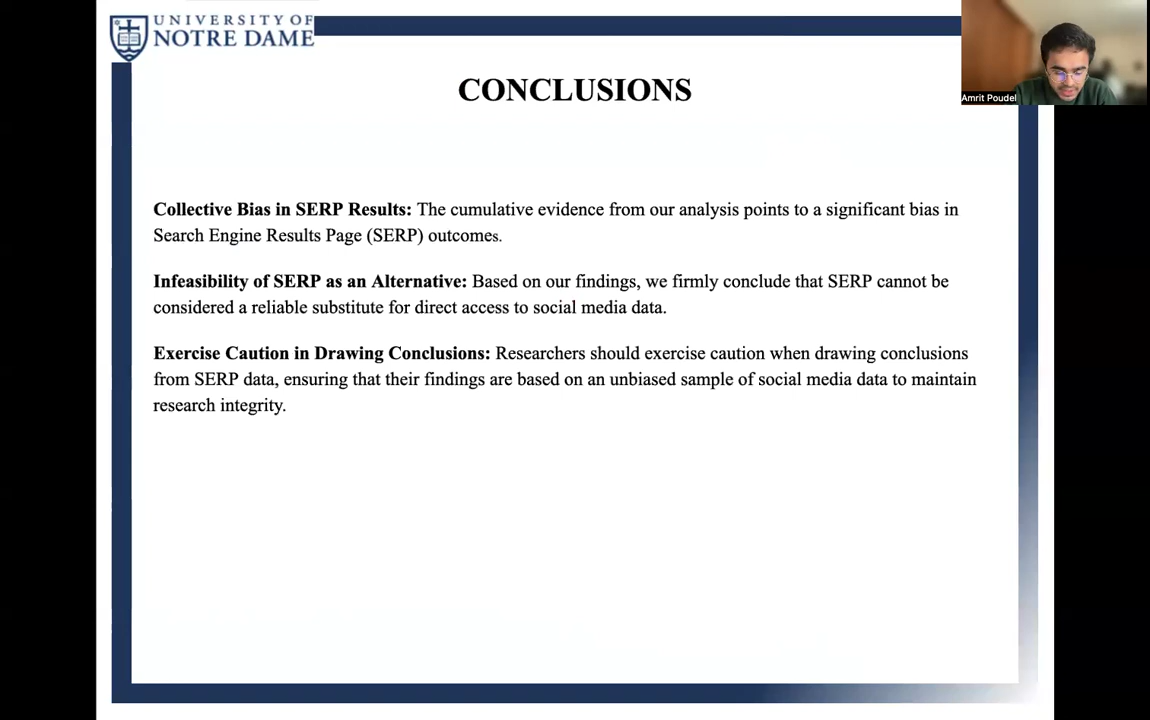 UNIVERSITY OF
NOTRE DAME
CONCLUSIONS
Amrit Poudel
Collective Bias in SERP Results: The cumulative evidence from our analysis points to a significant bias in
Search Engine Results Page (SERP) outcomes.
Infeasibility of SERP as an Alternative: Based on our findings, we firmly conclude that SERP cannot be
considered a reliable substitute for direct access to social media data.
Exercise Caution in Drawing Conclusions: Researchers should exercise caution when drawing conclusions
from SERP data, ensuring that their findings are based on an unbiased sample of social media data to maintain
research integrity.